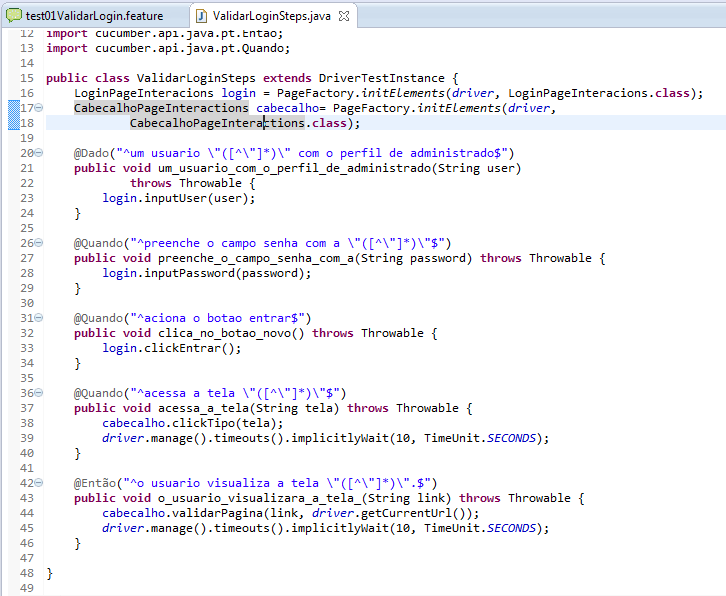 test01ValidarLogin.feature ValidarLoginSteps.java
12 import cucumber.api.java.pt.Então;
13 import cucumber.api.java.pt.Quando;
14
15 public class ValidarLoginSteps extends DriverTestInstance {
16     LoginPageInteracions login = PageFactory.initElements(driver, LoginPageInteracions.class);
17     CabecalhoPageInteractions cabecalho= PageFactory.initElements(driver,
18             CabecalhoPageInteractions.class);
19
20     @Dado("^um usuario \"([^\"]*)\" com o perfil de administrado$")
21     public void um_usuario_com_o_perfil_de_administrado(String user)
22             throws Throwable {
23         login.inputUser(user);
24     }
25
26     @Quando("^preenche o campo senha com a \"([^\"]*)\"$")
27     public void preenche_o_campo_senha_com_a(String password) throws Throwable {
28         login.inputPassword(password);
29     }
30
31     @Quando("^aciona o botao entrar$")
32     public void clica_no_botao_novo() throws Throwable {
33         login.clickEntrar();
34     }
35
36     @Quando("^acessa a tela \"([^\"]*)\"$")
37     public void acessa_a_tela(String tela) throws Throwable {
38         cabecalho.clickTipo(tela);
39         driver.manage().timeouts().implicitlyWait(10, TimeUnit.SECONDS);
40     }
41
42     @Então("^o usuario visualiza a tela \"([^\"]*)\".$")
43     public void o_usuario_visualizara_a_tela_(String link) throws Throwable {
44         cabecalho.validarPagina(link, driver.getCurrentUrl());
45         driver.manage().timeouts().implicitlyWait(10, TimeUnit.SECONDS);
46     }
47
48 }
49